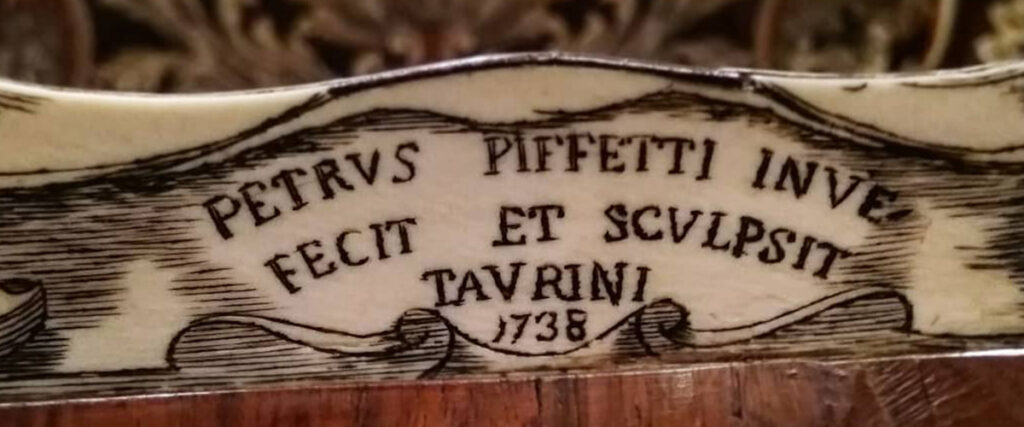 PETRVS PIFFETTI INVE·
FECIT ET SCVLPSIT
TAVRINI
1738